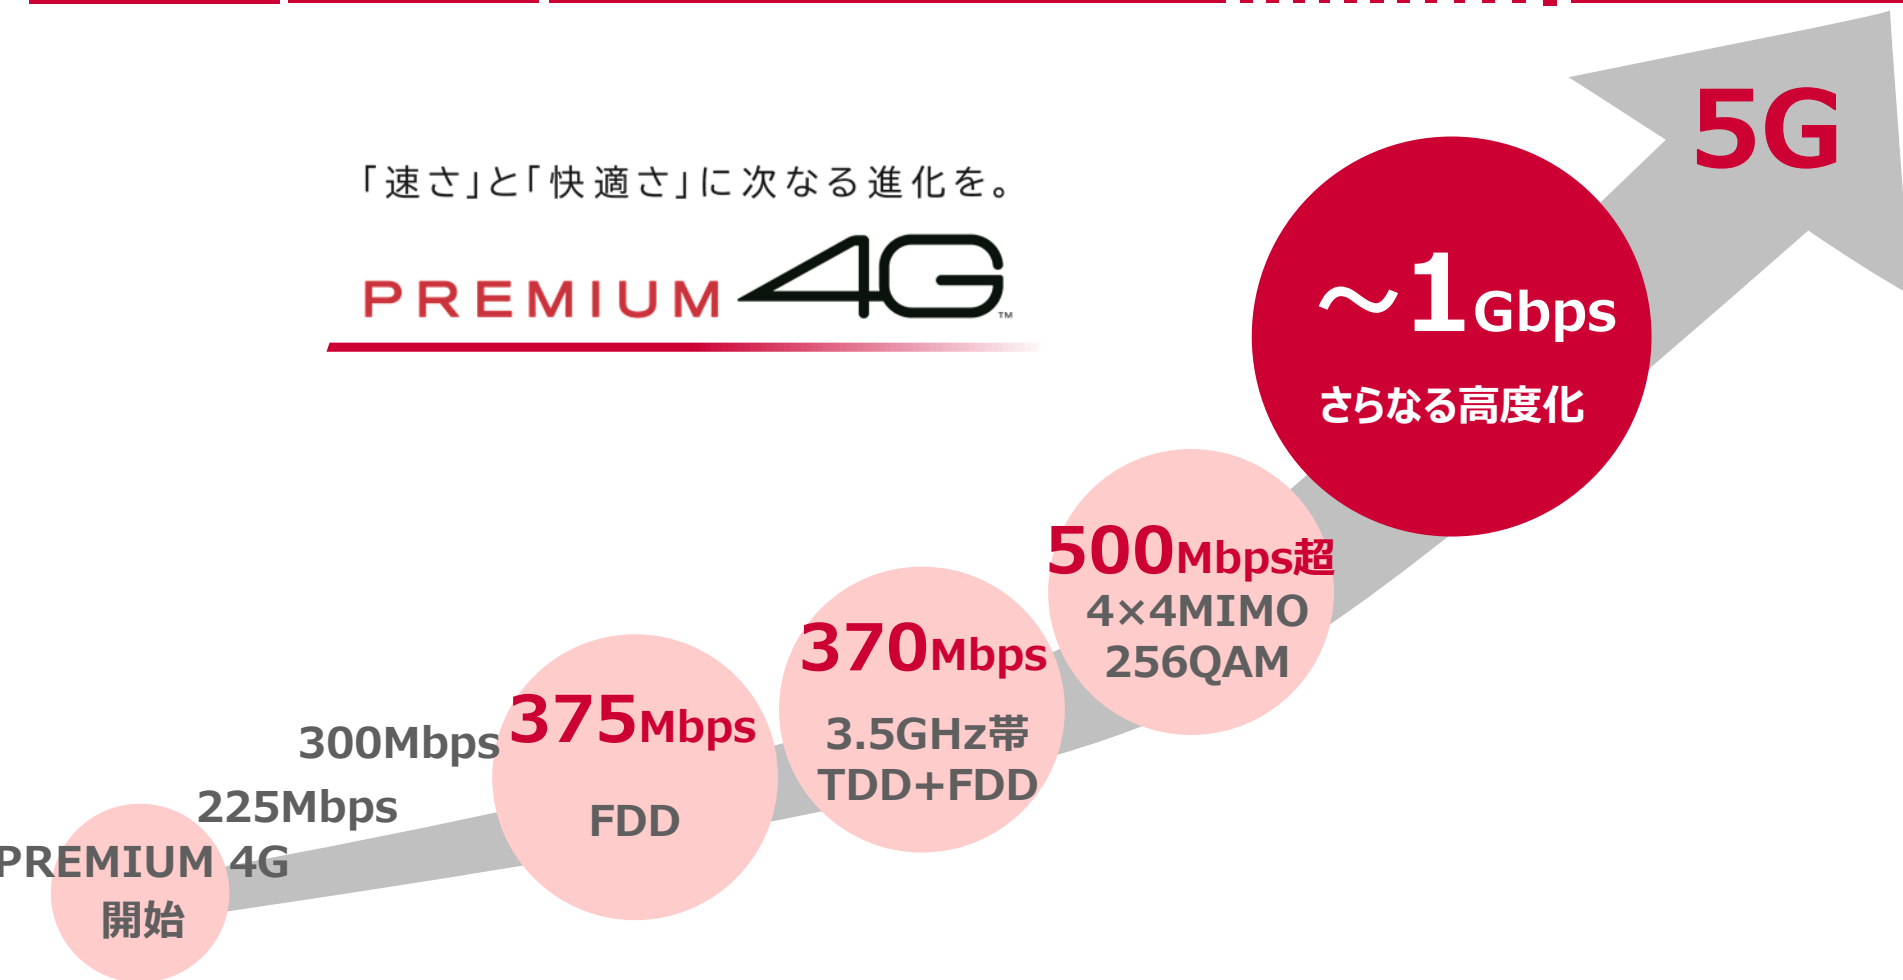 「速さ」と「快適さ」に次なる進化を。
PREMIUM 4G™
5G
～1Gbps
さらなる高度化
500Mbps超
4×4MIMO
256QAM
370Mbps
3.5GHz帯
TDD+FDD
375Mbps
FDD
300Mbps
225Mbps
PREMIUM 4G
開始